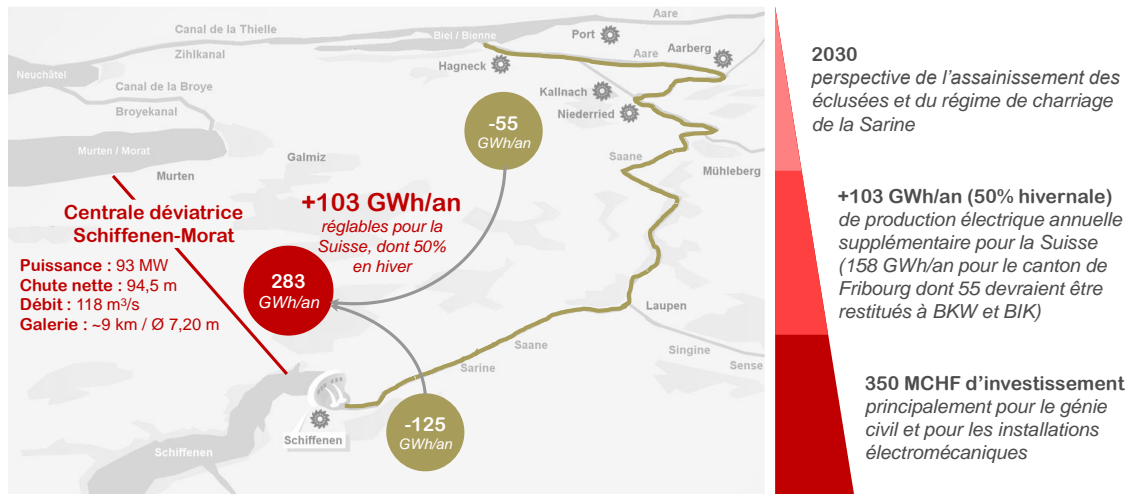 Canal de la Thielle
Zihlkanal
Neuchâtel
Canal de la Broye
Broyekanal
Murten / Morat
Murten
Galmiz
Biel / Bienne
Hagneck
Port
Aare
Aare
Aarberg
Kallnach
Niederried
Saane
Mühleberg
-55
GWh/an
Centrale déviatrice
Schiffenen-Morat
Puissance : 93 MW
Chute nette : 94,5 m
Débit : 118 m³/s
Galerie : ~9 km / Ø 7,20 m
+103 GWh/an
réglables pour la
Suisse, dont 50%
en hiver
283
GWh/an
Laupen
Saane
Sarine
Singine
Sense
-125
GWh/an
Schiffenen
Schiffenen
2030
perspective de l’assainissement des
éclusées et du régime de charriage
de la Sarine
+103 GWh/an (50% hivernale)
de production électrique annuelle
supplémentaire pour la Suisse
(158 GWh/an pour le canton de
Fribourg dont 55 devraient être
restitués à BKW et BIK)
350 MCHF d’investissement
principalement pour le génie
civil et pour les installations
électromécaniques